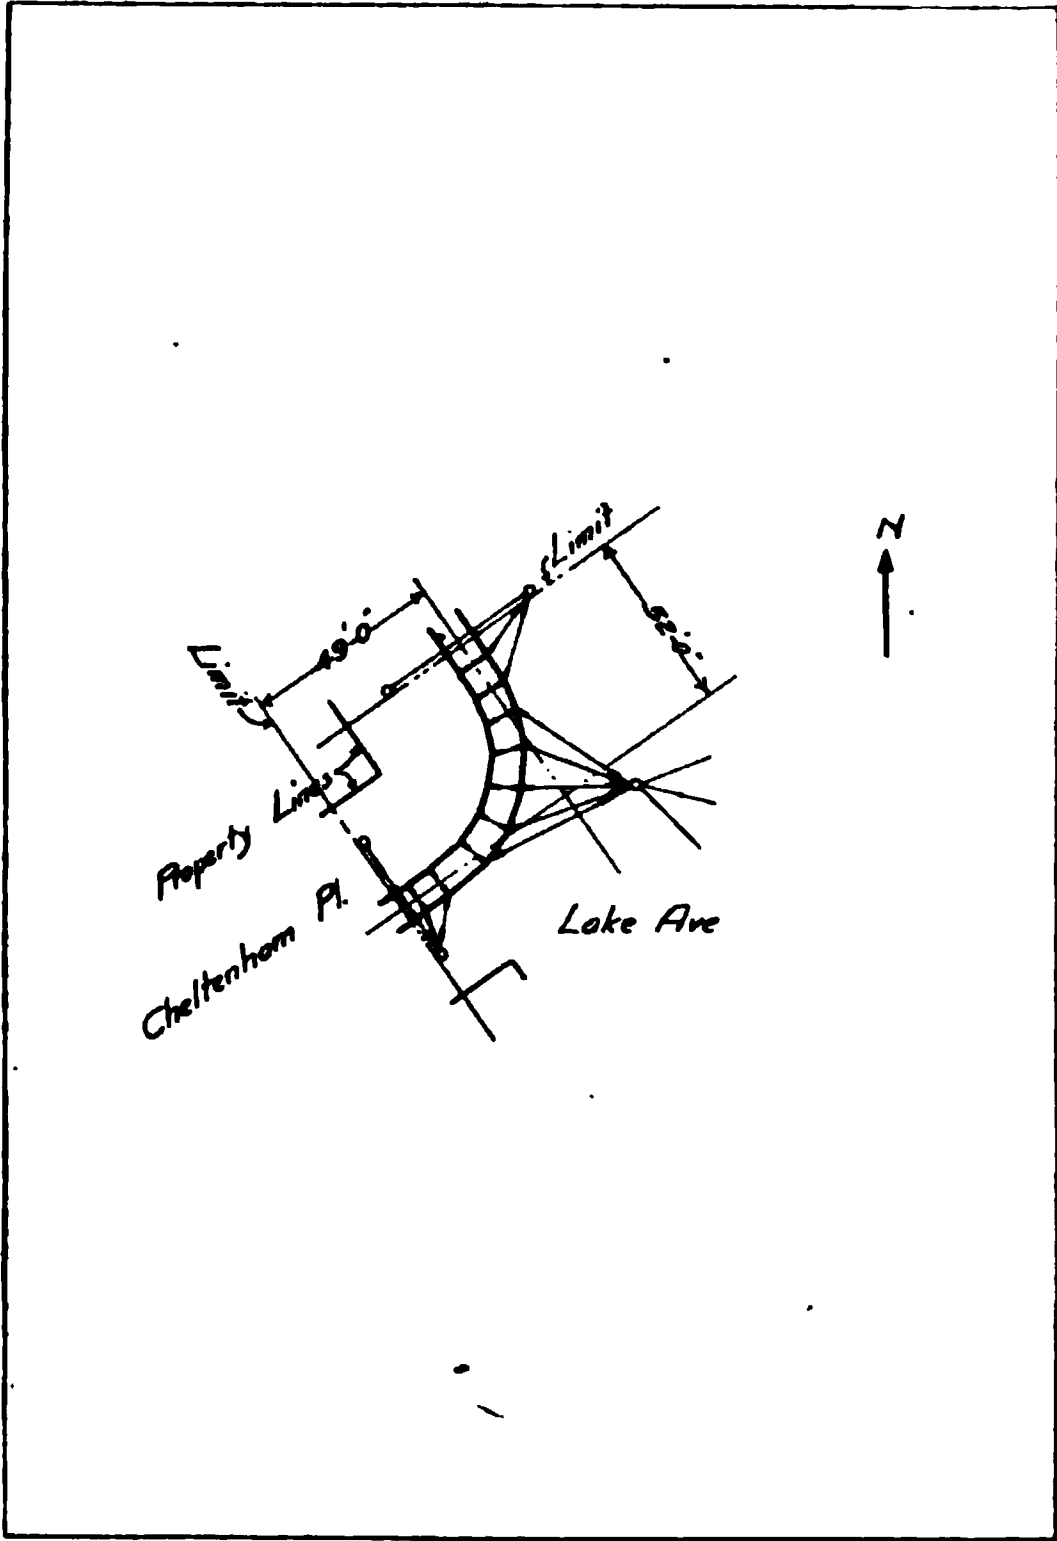 Limit
N
49'-0"
52'-0"
Limit
Property Lines
Cheltenham Pl.
Lake Ave